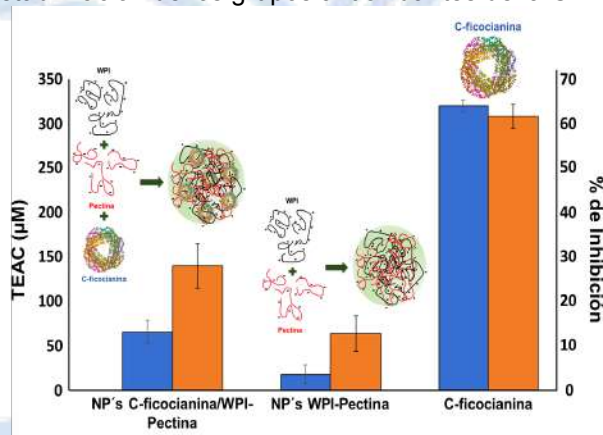 C-ficocianina
350
300
250
200
150
100
50
0
TEAC (µM)
70
60
50
40
30
20
10
0
% de Inhibición
WPI
+
Pectina
+
C-ficocianina
WPI
+
Pectina
NP´s C-ficocianina/WPI-
Pectina
NP´s WPI-Pectina
C-ficocianina